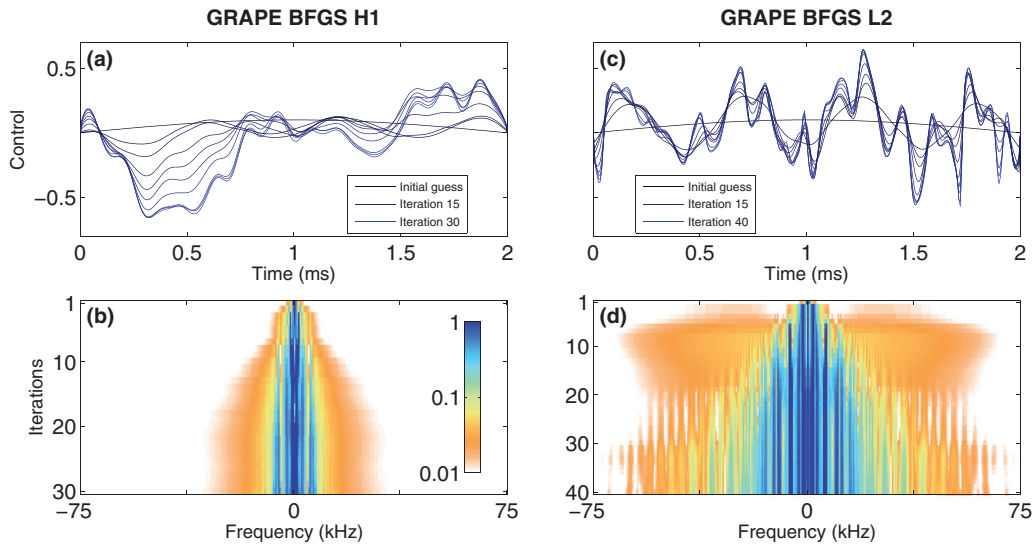 GRAPE BFGS H1
GRAPE BFGS L2
(a)
0.5
−0.5
Control
Initial guess
Iteration 15
Iteration 30
0
0.5
1
1.5
2
Time (ms)
(c)
Initial guess
Iteration 15
Iteration 40
0
0.5
1
1.5
2
Time (ms)
(b)
1
10
20
30
Iterations
1
0.1
0.01
−75
0
75
Frequency (kHz)
(d)
1
10
20
30
40
−75
0
75
Frequency (kHz)